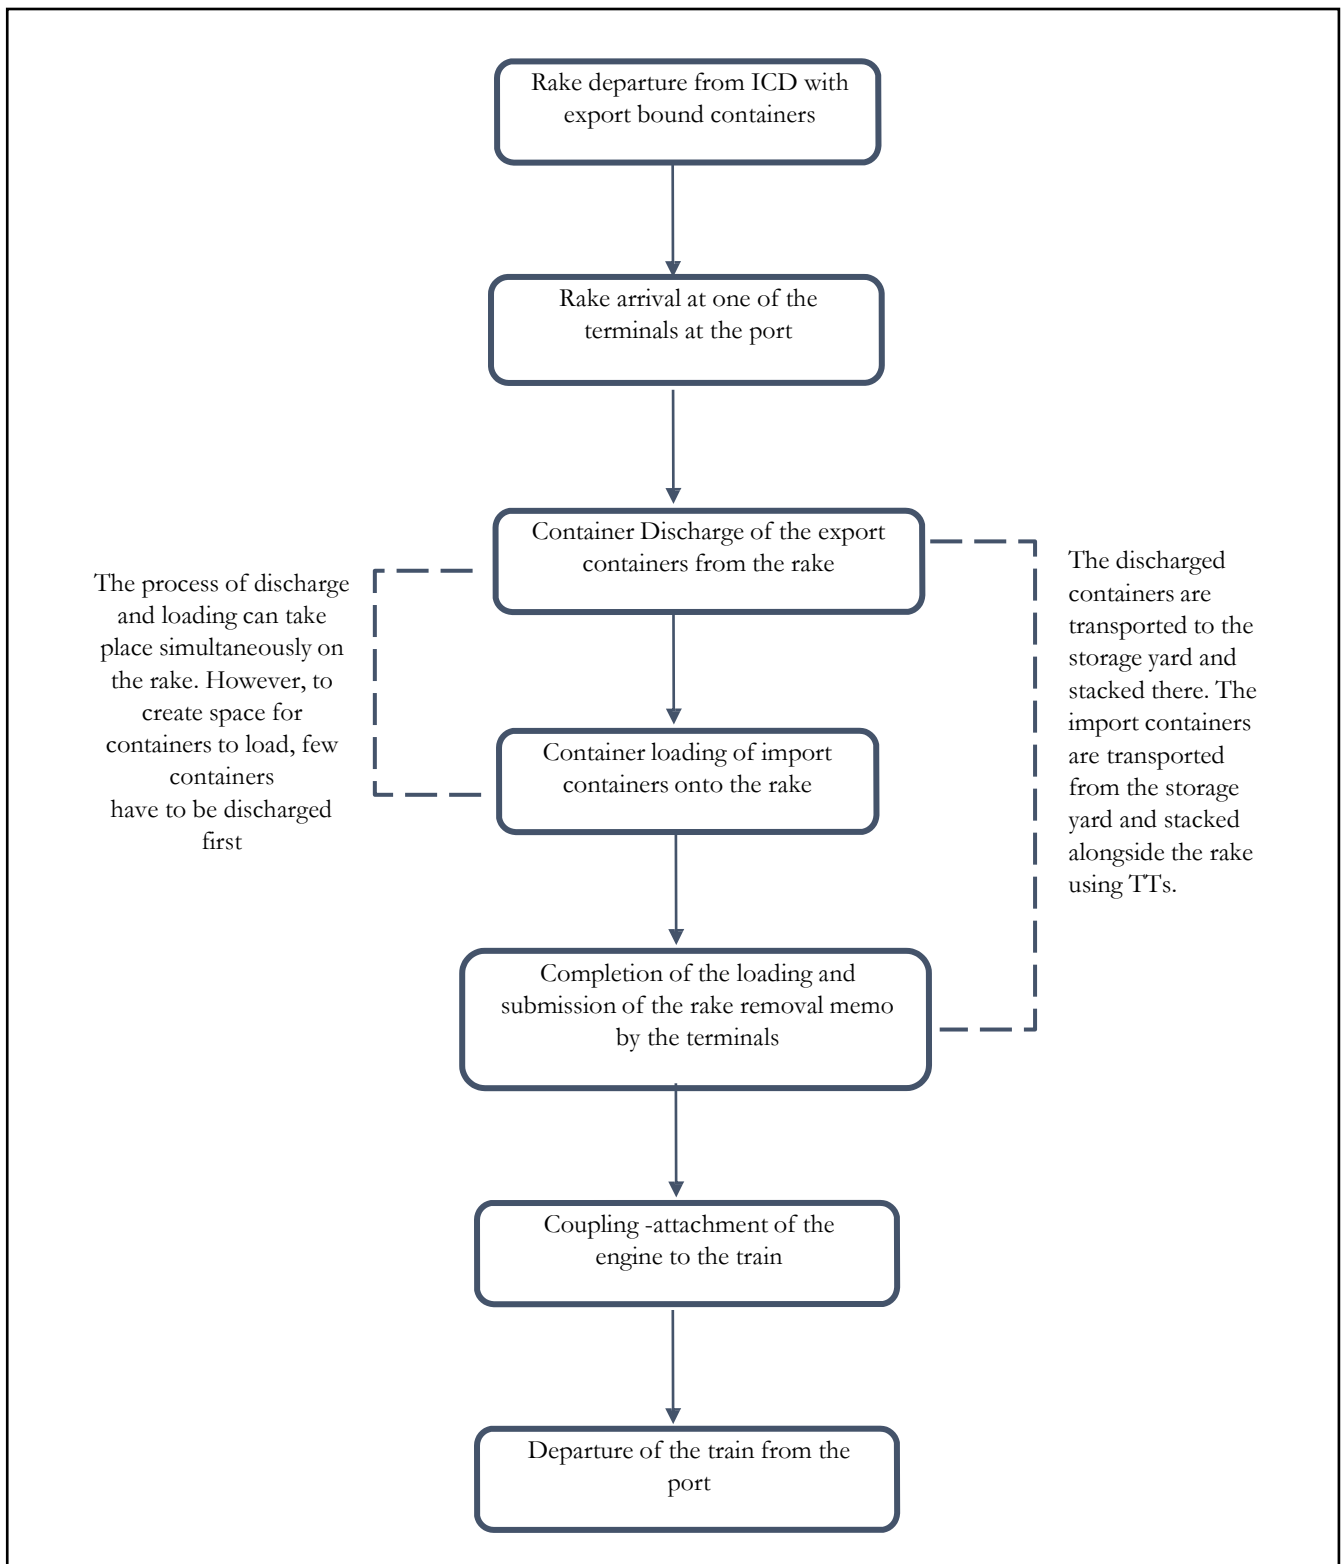 Rake departure from ICD with
export bound containers
Rake arrival at one of the
terminals at the port
Container Discharge of the export
containers from the rake
The process of discharge
and loading can take
place simultaneously on
the rake. However, to
create space for
containers to load, few
containers
have to be discharged
first
The discharged
containers are
transported to the
storage yard and
stacked there. The
import containers
are transported
from the storage
yard and stacked
alongside the rake
using TTs.
Container loading of import
containers onto the rake
Completion of the loading and
submission of the rake removal memo
by the terminals
Coupling -attachment of the
engine to the train
Departure of the train from the
port